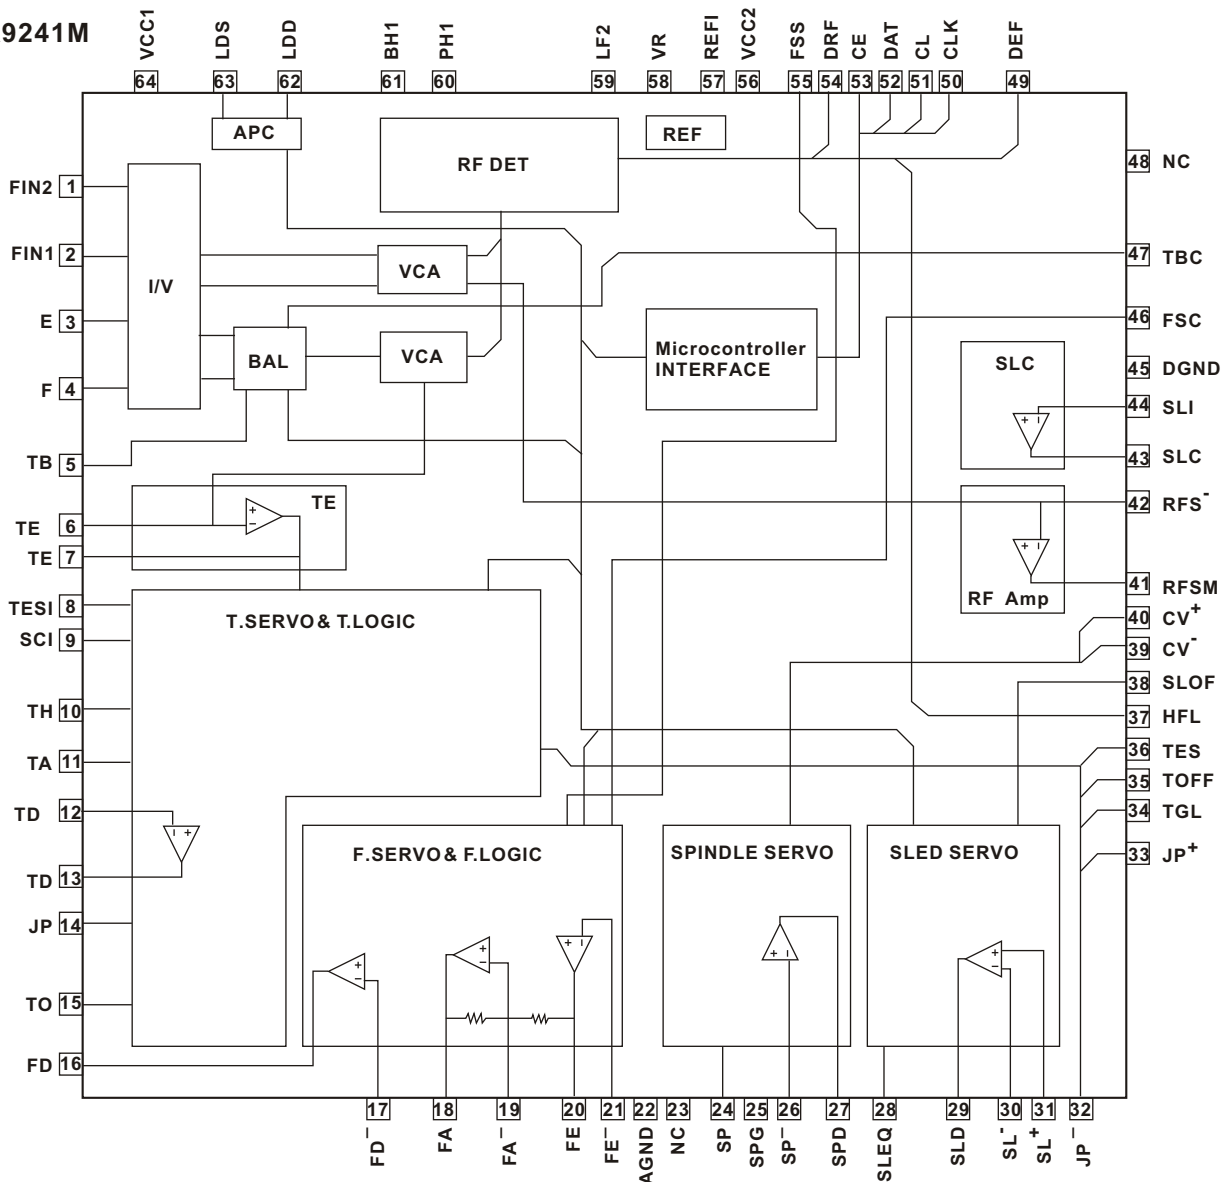 9241M
VCC1 LDS LDD BH1 PH1 LF2 VR REFI VCC2 FSS DRF CE DAT CL CLK DEF
64 63 62 61 60 59 58 57 56 55 54 53 52 51 50 49
APC
REF
RF DET
FIN2 1
48 NC
FIN1 2
47 TBC
VCA
I/V
E 3
46 FSC
BAL
VCA
Microcontroller
INTERFACE
SLC
45 DGND
F 4
44 SLI
+ −
TB 5
43 SLC
TE
42 RFS-
TE 6
+
−
TE 7
+ −
41 RFSM
RF Amp
TESI 8
T.SERVO & T.LOGIC
40 CV+
SCI 9
39 CV-
38 SLOF
TH 10
37 HFL
TA 11
36 TES
35 TOFF
TD 12
34 TGL
− +
F.SERVO & F.LOGIC
SPINDLE SERVO
SLED SERVO
33 JP+
TD 13
JP 14
+
−
+
−
+ −
+ −
+
−
TO 15
FD 16
17 18 19 20 21 22 23 24 25 26 27 28 29 30 31 32
FD− FA FA− FE FE− AGND NC SP SPG SP− SPD SLEQ SLD SL- SL+ JP−